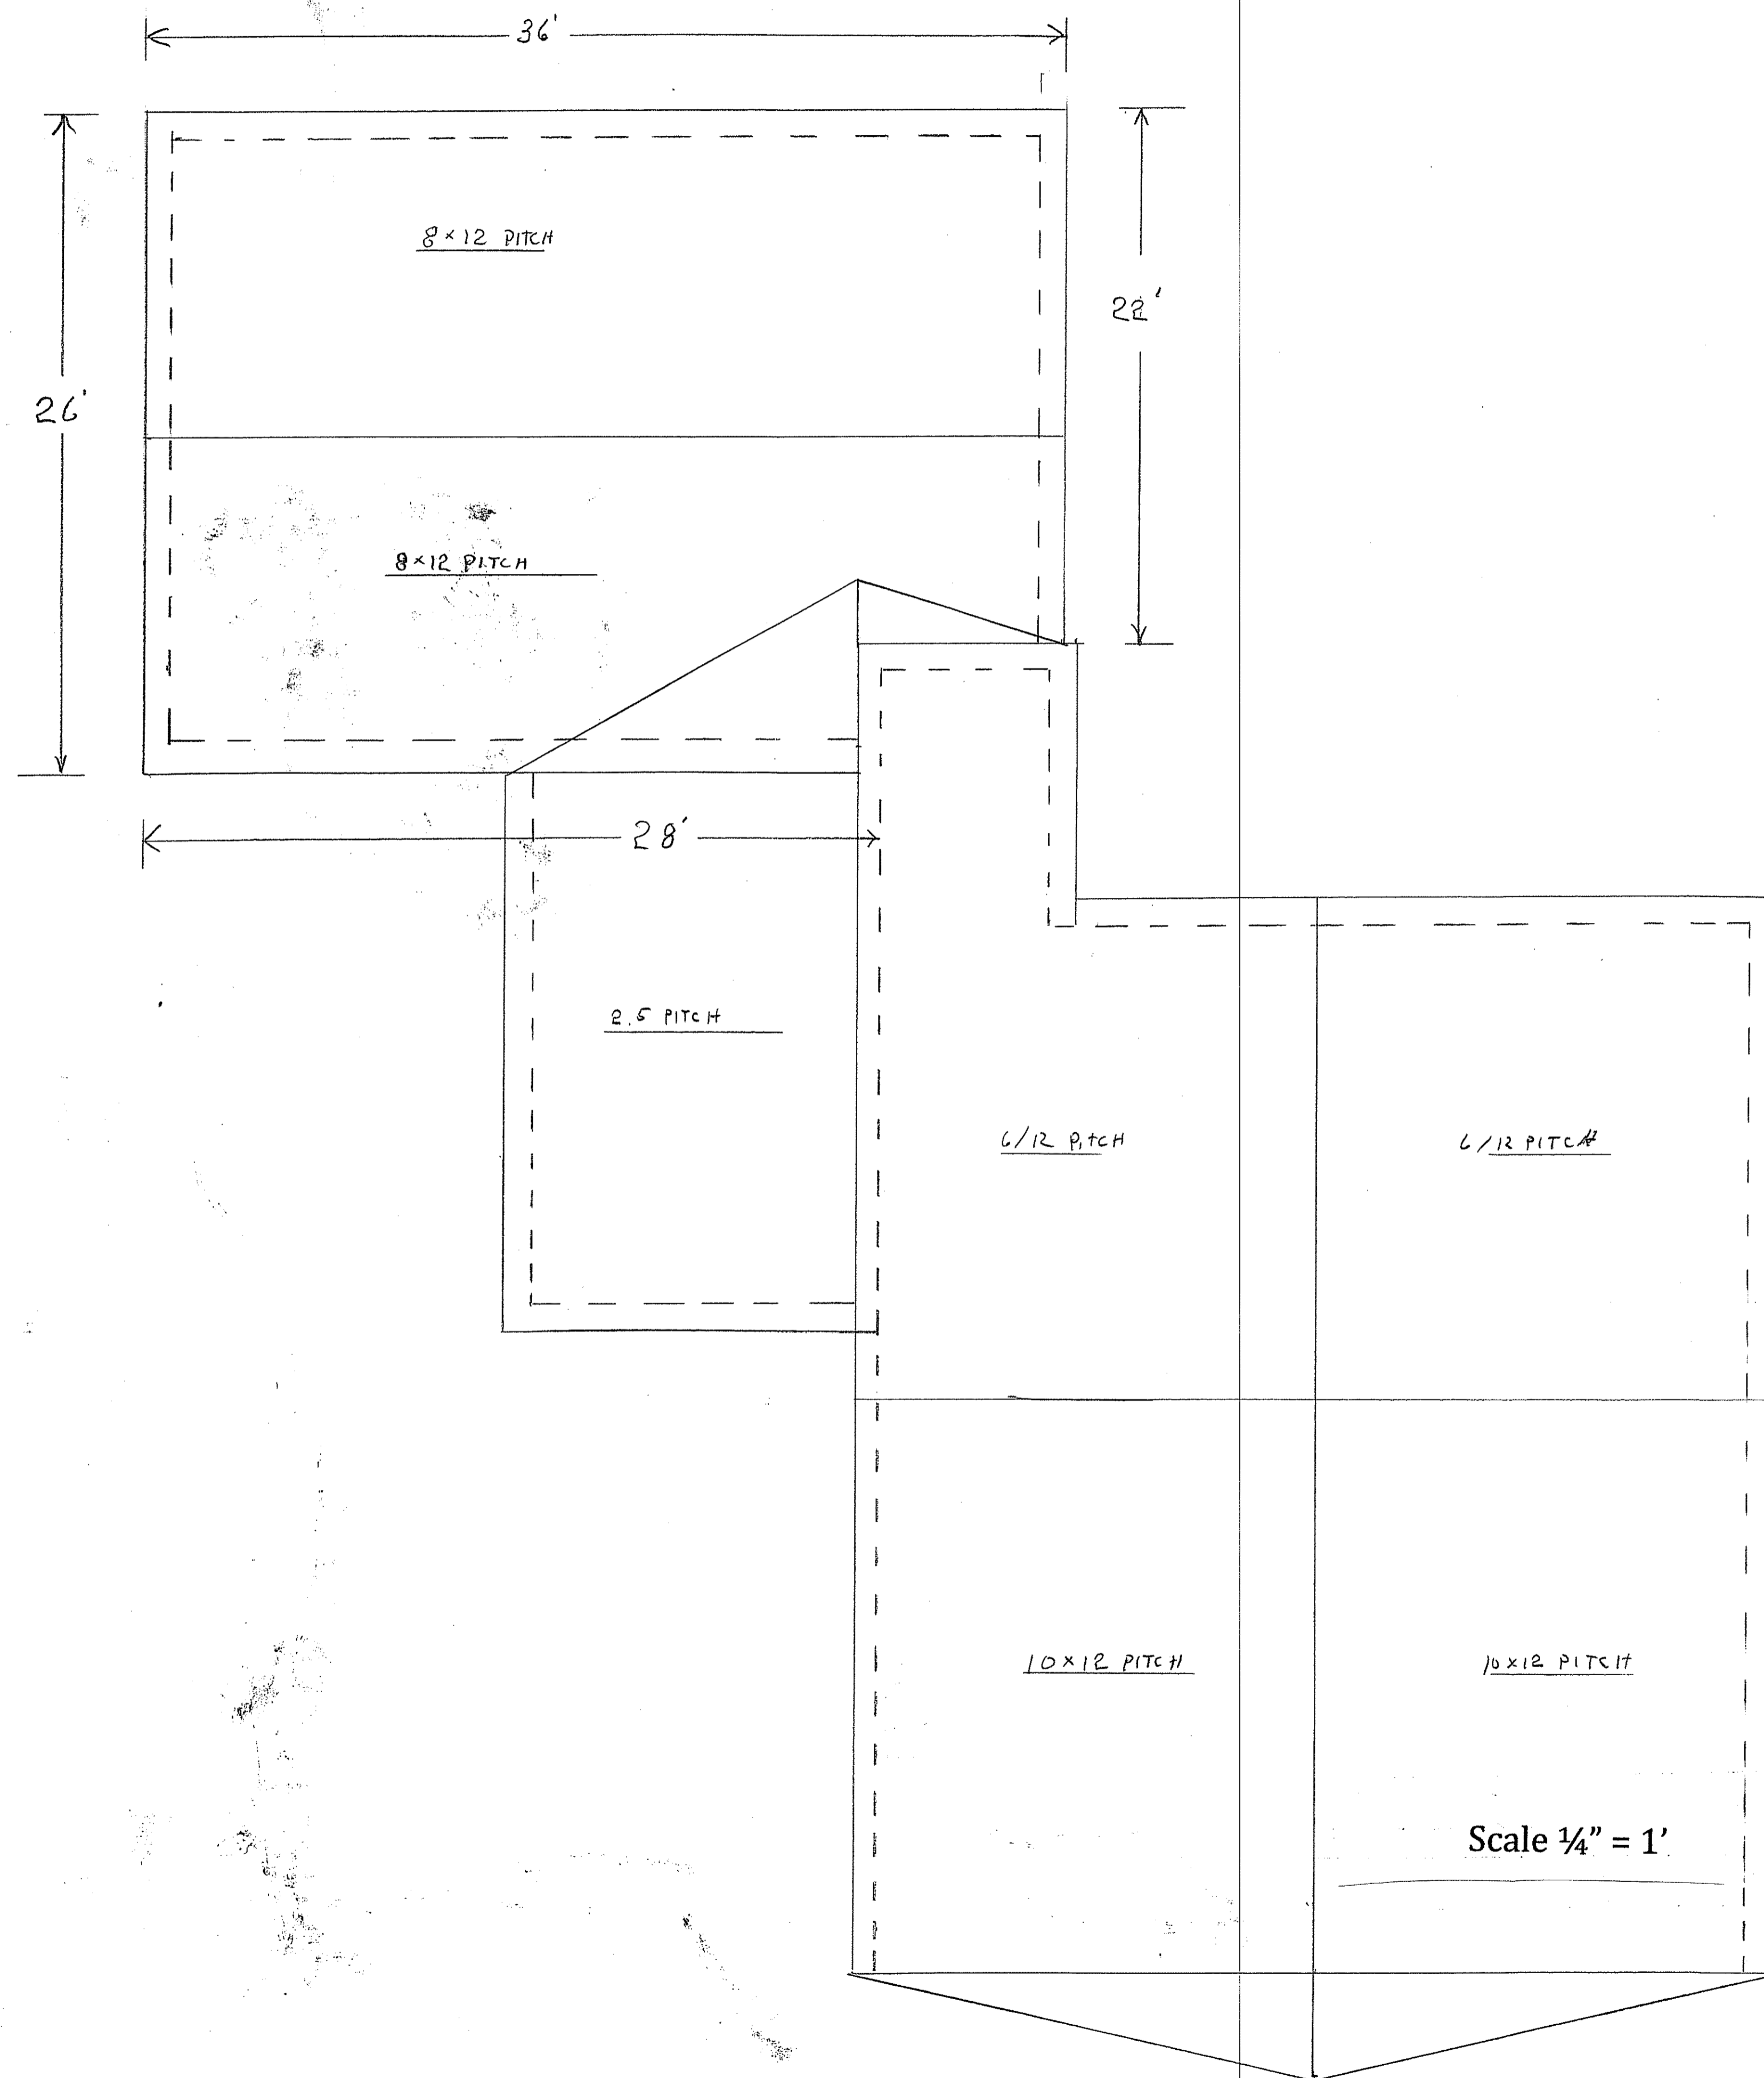 36'
8×12 PITCH
22'
26'
8×12 PITCH
28'
2.5 PITCH
6/12 PITCH
6/12 PITCH
10×12 PITCH
10×12 PITCH
Scale ¼” = 1’